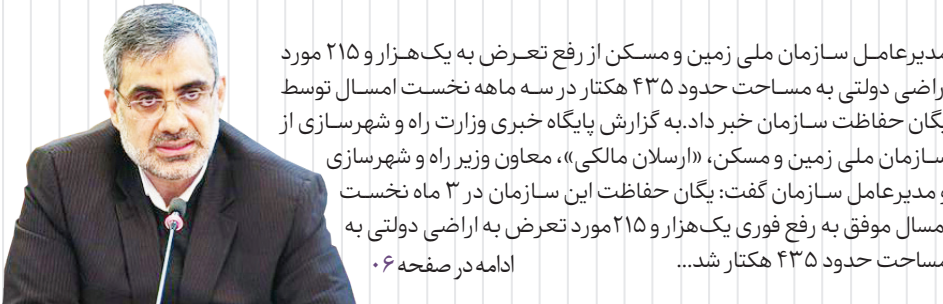 مدیرعامل سازمان ملی زمین و مسکن از رفع تعرض به یک‌هزار و ۲۱۵ مورد
راضی دولتی به مساحت حدود ۴۳۵ هکتار در سه ماهه نخست امسال توسط
یگان حفاظت سازمان خبر داد.به گزارش پایگاه خبری وزارت راه و شهرسازی از
سازمان ملی زمین و مسکن، «ارسلان مالکی»، معاون وزیر راه و شهرسازی
و مدیرعامل سازمان گفت: یگان حفاظت این سازمان در ۳ ماه نخست
مسال موفق به رفع فوری یک‌هزار و ۲۱۵مورد تعرض به اراضی دولتی به
مساحت حدود ۴۳۵ هکتار شد...
ادامه در صفحه ۰۶